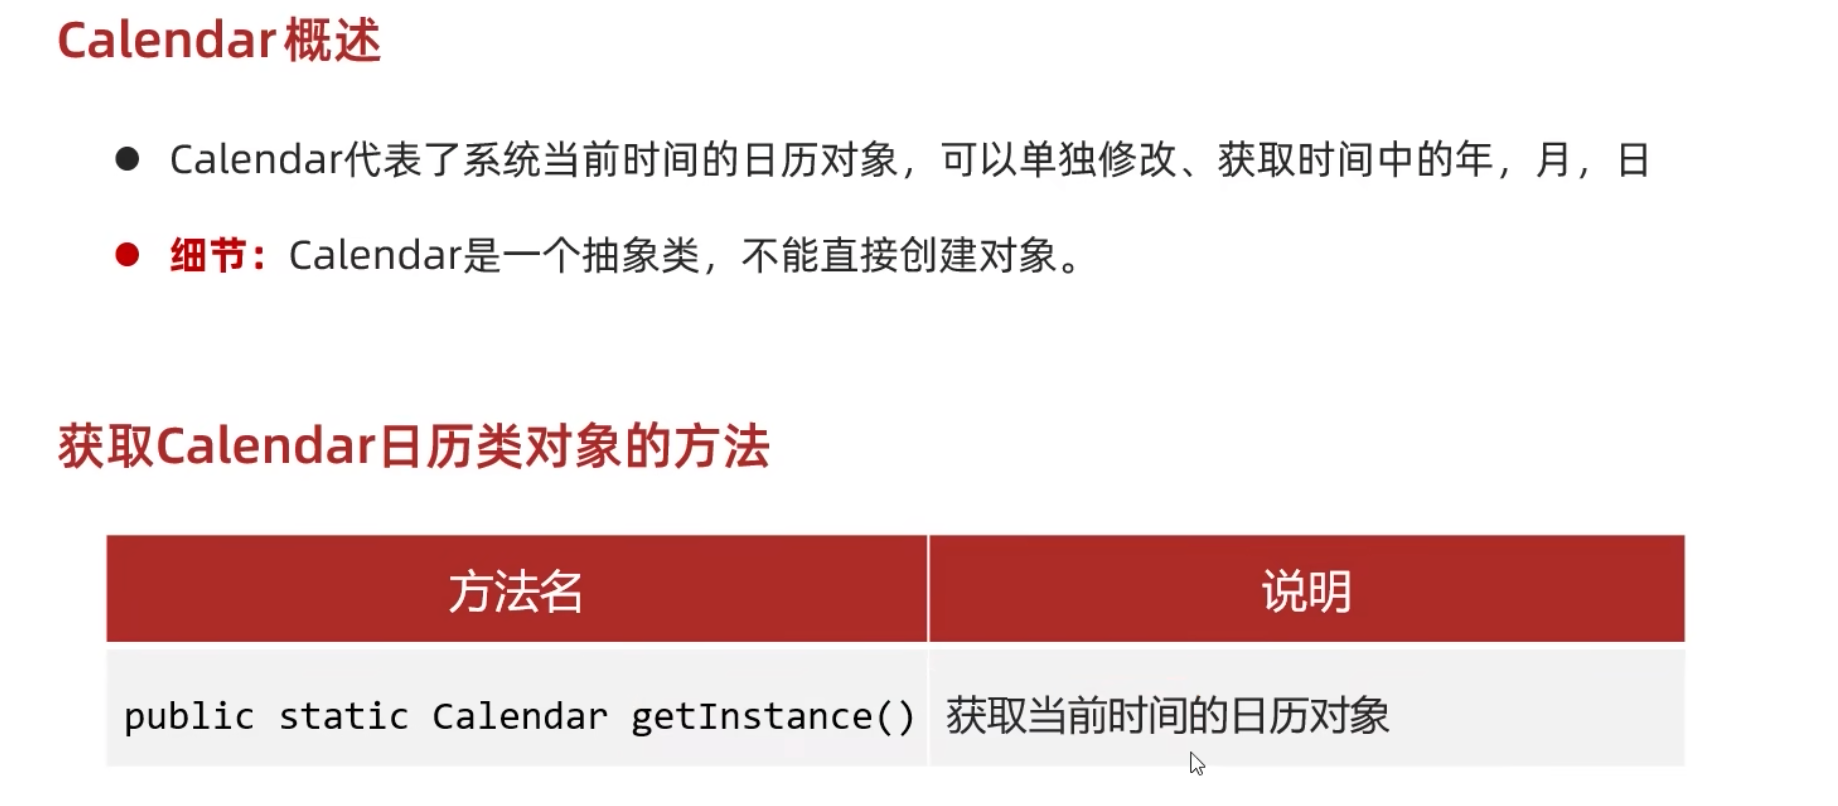 Calendar概述
Calendar代表了系统当前时间的日历对象，可以单独修改、获取时间中的年，月，日
细节：Calendar是一个抽象类，不能直接创建对象。
获取Calendar日历类对象的方法
方法名 说明
public static Calendar getInstance() 获取当前时间的日历对象